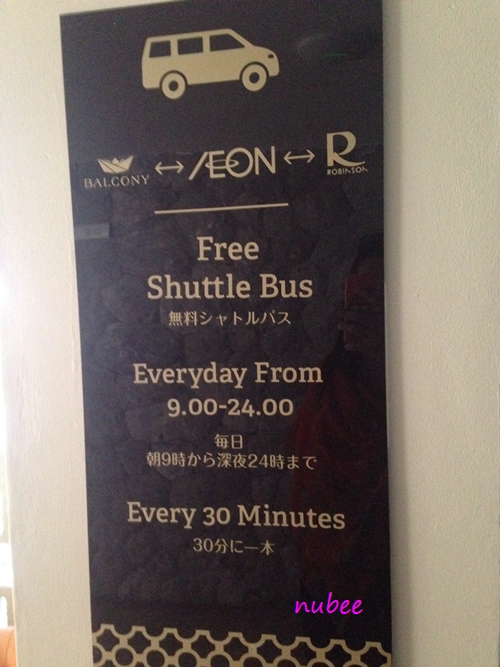 BALCONY ↔ ÆON ↔ R ROBINSON
Free
Shuttle Bus
無料シャトルバス
Everyday From
9.00-24.00
毎日
朝9時から深夜24時まで
Every 30 Minutes
30分に一本
nubee